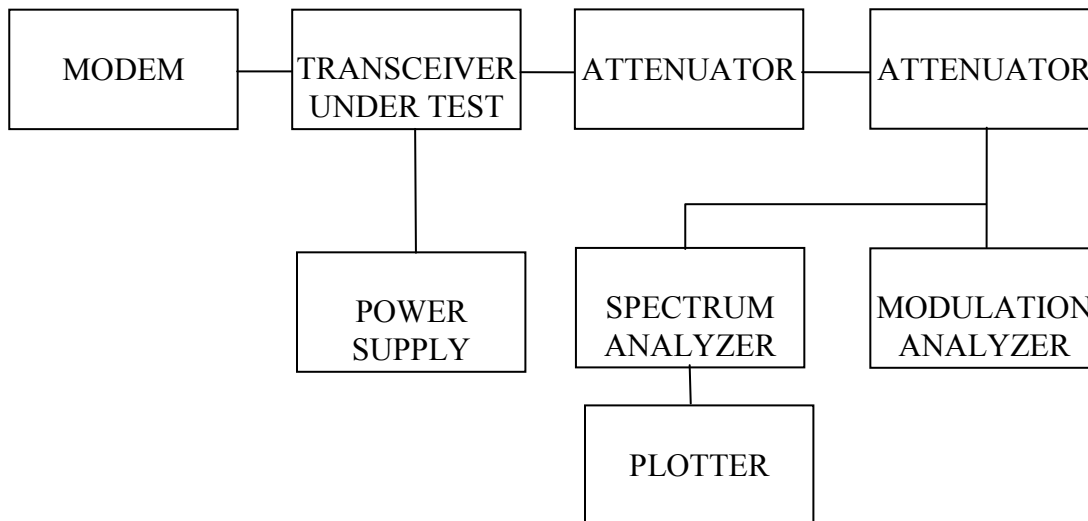 MODEM
TRANSCEIVER
UNDER TEST
ATTENUATOR
ATTENUATOR
POWER
SUPPLY
SPECTRUM
ANALYZER
MODULATION
ANALYZER
PLOTTER